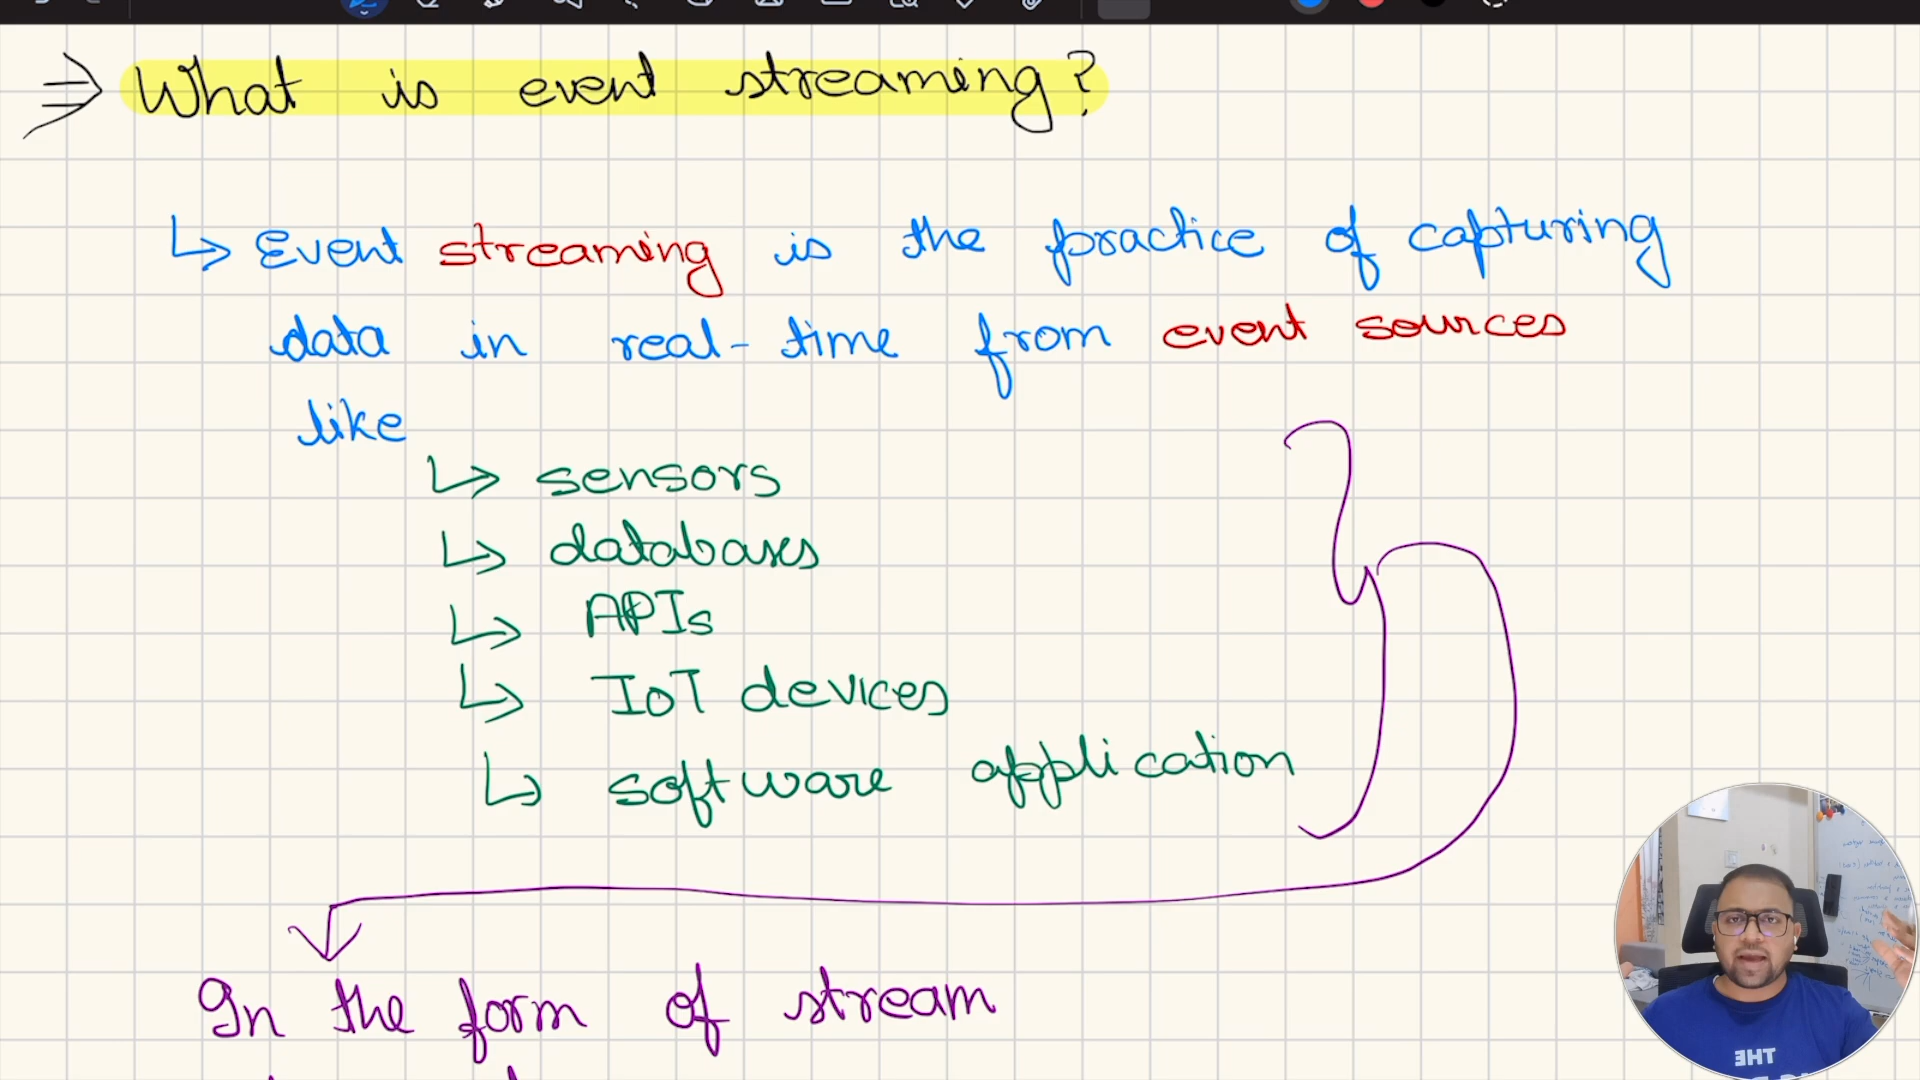 ⇒ What is event streaming?
↳ Event streaming is the practice of capturing
data in real-time from event sources
like
↳ sensors
↳ databases
↳ APIs
↳ IoT devices
↳ software application
In the form of stream
THE